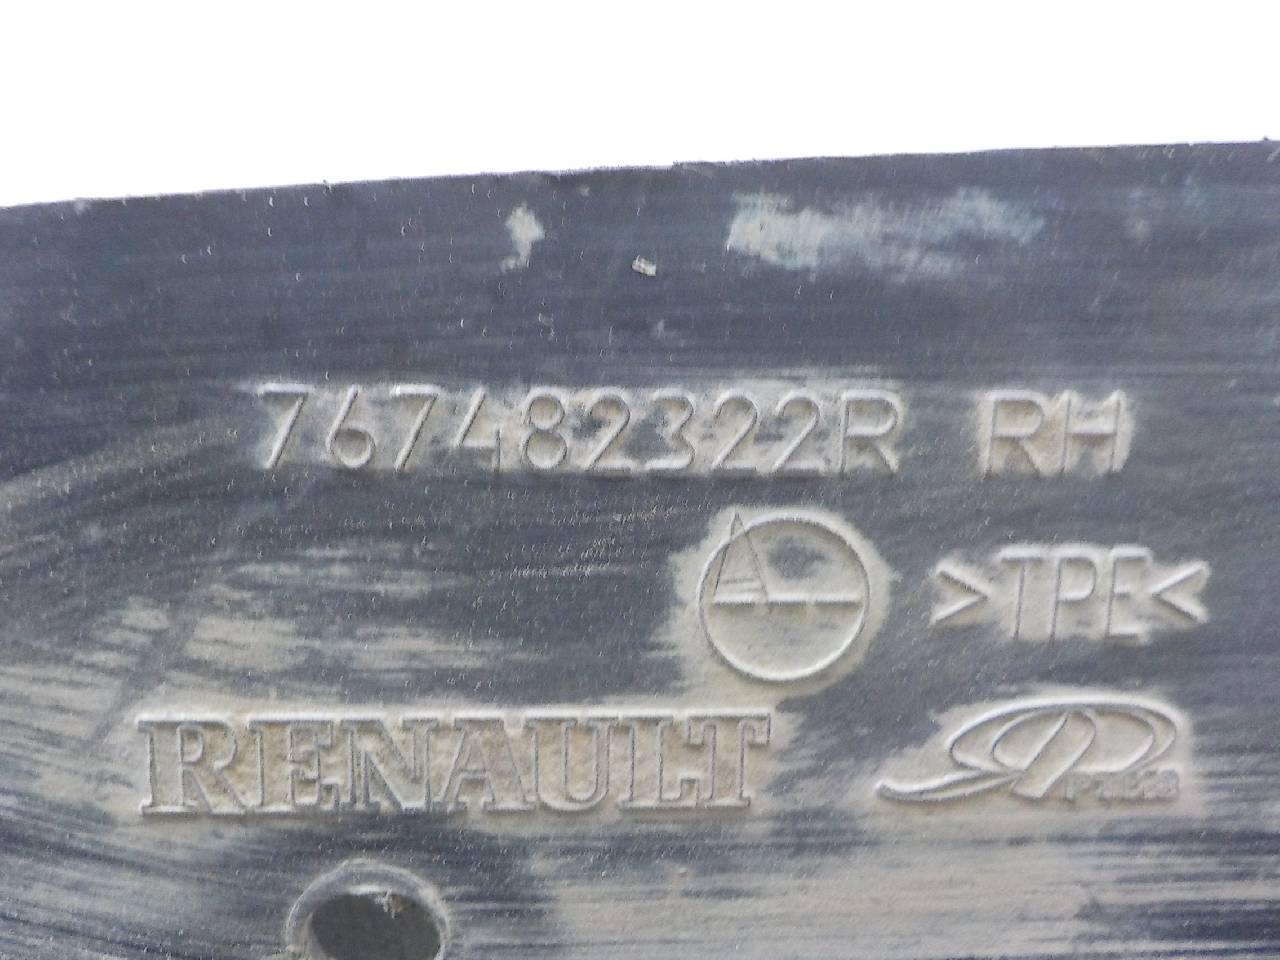 767482322R RH
A
>TPE<
RENAULT